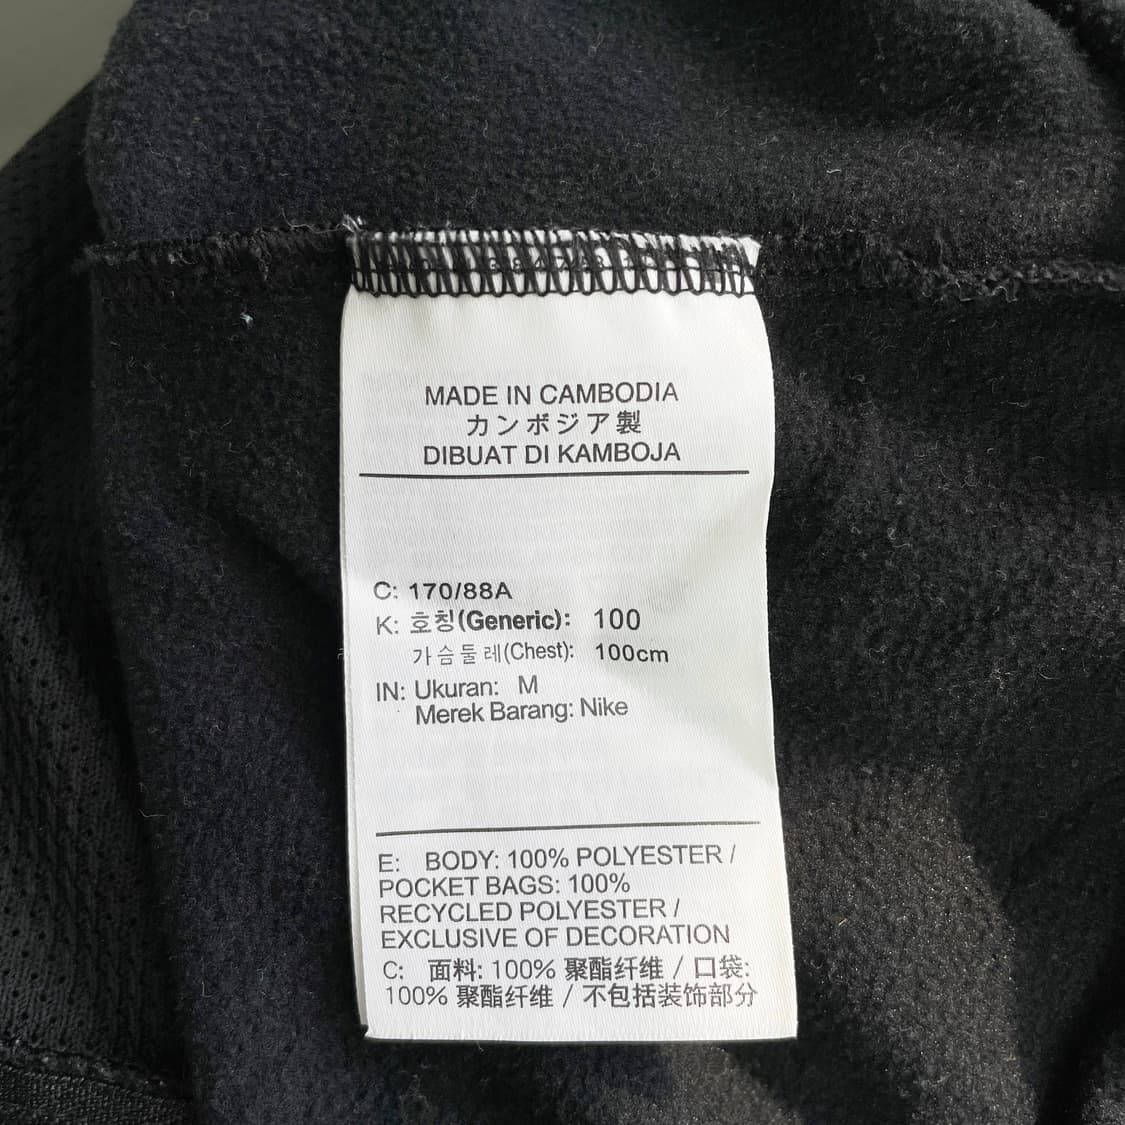 MADE IN CAMBODIA
カンボジア製
DIBUAT DI KAMBOJA
C: 170/88A
K: 호칭(Generic): 100
가슴둘레(Chest): 100cm
IN: Ukuran: M
Merek Barang: Nike
E: BODY: 100% POLYESTER /
POCKET BAGS: 100%
RECYCLED POLYESTER /
EXCLUSIVE OF DECORATION
C: 面料: 100% 聚酯纤维 / 口袋:
100% 聚酯纤维 / 不包括装饰部分